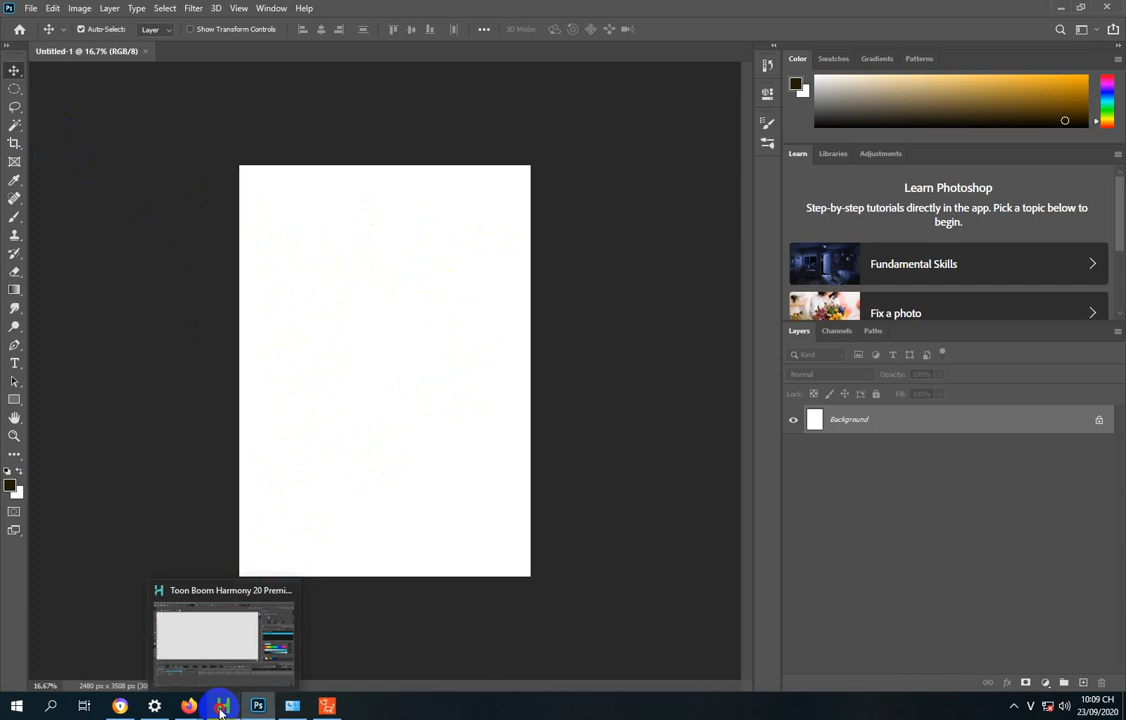 Ps File Edit Image Layer Type Select Filter 3D View Window Help
Auto-Select: Layer Show Transform Controls 3D Mode:
Untitled-1 @ 16,7% (RGB/8)
Color Swatches Gradients Patterns
Learn Libraries Adjustments
Learn Photoshop
Step-by-step tutorials directly in the app. Pick a topic below to
begin.
Fundamental Skills
Fix a photo
Layers Channels Paths
Kind
Normal Opacity: 100%
Lock: Fill: 100%
Background
T
Toon Boom Harmony 20 Premi...
16.67% 2480 px x 3508 px (30
Ps V 10:09 CH
23/09/2020